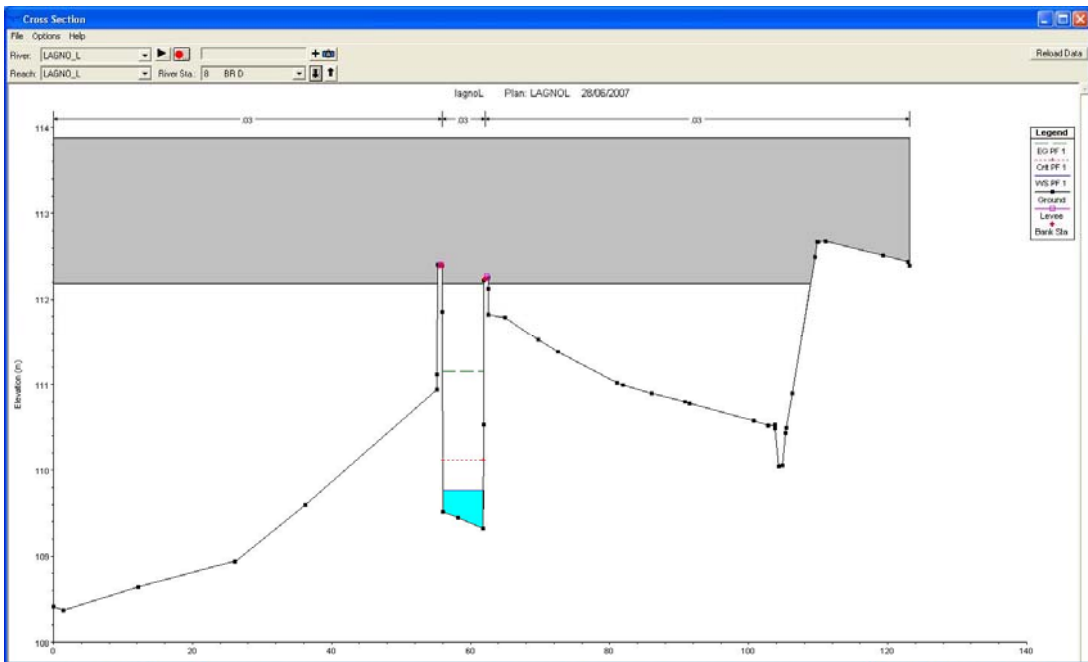 Cross Section
File Options Help
River: LAGNO_L
Reload Data
Reach: LAGNO_L River Sta.: 8 BR D
lagnoL Plan: LAGNOL 28/06/2007
.03 .03 .03
Legend
EG PF 1
Crit PF 1
WS PF 1
Ground
Levee
Bank Sta
Elevation (m)
114
113
112
111
110
109
108
0 20 40 60 80 100 120 140